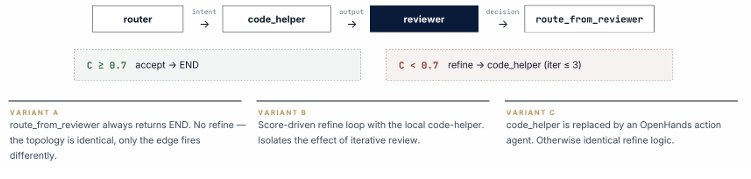 router intent → code_helper output → reviewer decision → route_from_reviewer
C ≥ 0.7 accept → END
C < 0.7 refine → code_helper (iter ≤ 3)
VARIANT A
route_from_reviewer always returns END. No refine —
the topology is identical, only the edge fires
differently.
VARIANT B
Score-driven refine loop with the local code-helper.
Isolates the effect of iterative review.
VARIANT C
code_helper is replaced by an OpenHands action
agent. Otherwise identical refine logic.